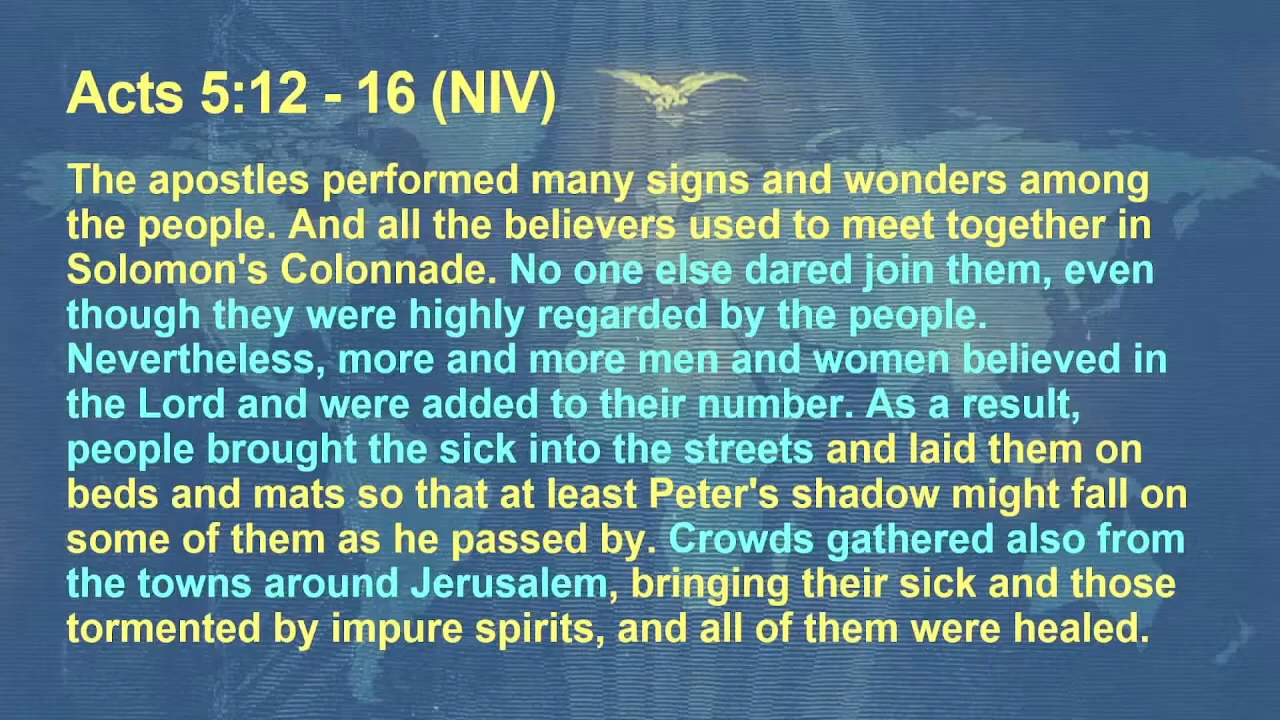 Acts 5:12 - 16 (NIV)
The apostles performed many signs and wonders among
the people. And all the believers used to meet together in
Solomon's Colonnade. No one else dared join them, even
though they were highly regarded by the people.
Nevertheless, more and more men and women believed in
the Lord and were added to their number. As a result,
people brought the sick into the streets and laid them on
beds and mats so that at least Peter's shadow might fall on
some of them as he passed by. Crowds gathered also from
the towns around Jerusalem, bringing their sick and those
tormented by impure spirits, and all of them were healed.